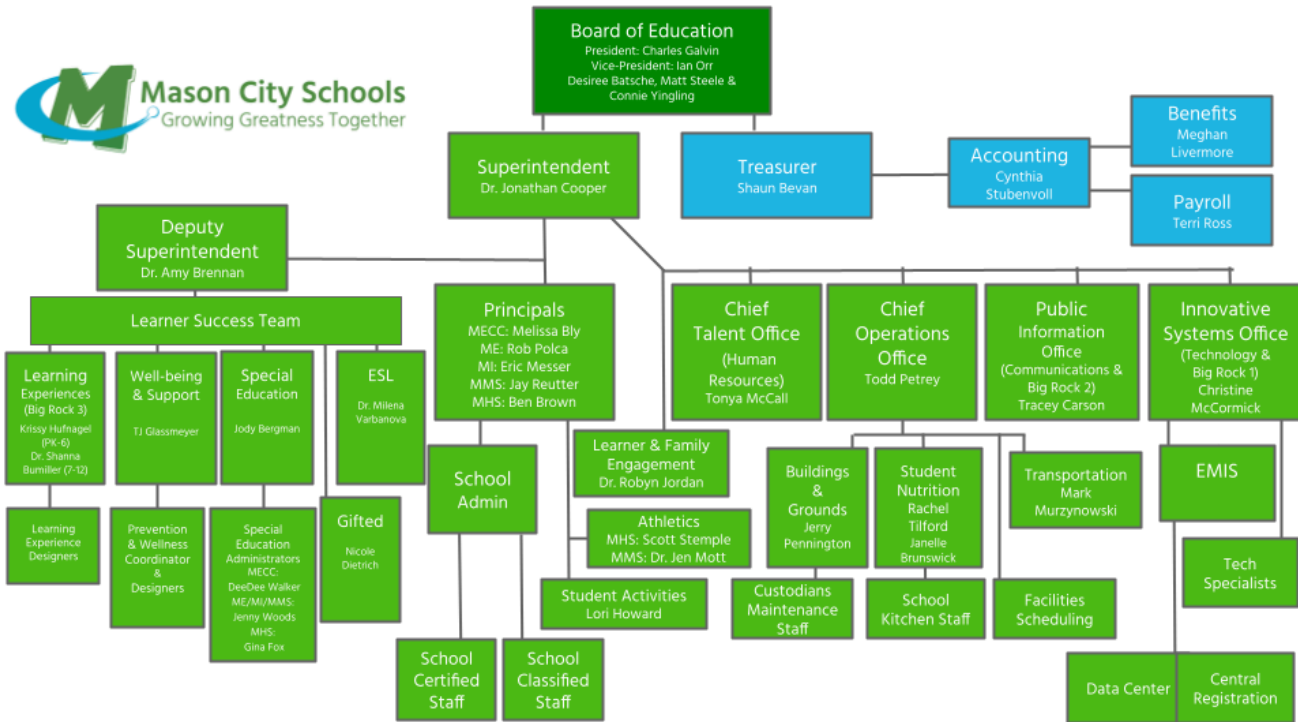 Board of Education
President: Charles Galvin
Vice-President: Ian Orr
Desiree Batsche, Matt Steele &
Connie Yingling
Mason City Schools
Growing Greatness Together
Superintendent
Dr. Jonathan Cooper
Treasurer
Shaun Bevan
Accounting
Cynthia
Stubenvoll
Benefits
Meghan
Livermore
Payroll
Terri Ross
Deputy
Superintendent
Dr. Amy Brennan
Learner Success Team
Learning
Experiences
(Big Rock 3)
Krissy Hufnagel
(PK-6)
Dr. Shanna
Bumiller (7-12)
Well-being
& Support
TJ Glassmeyer
Special
Education
Jody Bergman
ESL
Dr. Milena
Varbanova
Learning
Experience
Designers
Prevention
& Wellness
Coordinator
&
Designers
Special
Education
Administrators
MECC:
DeeDee Walker
ME/MI/MMS:
Jenny Woods
MHS:
Gina Fox
Gifted
Nicole
Dietrich
Principals
MECC: Melissa Bly
ME: Rob Polca
MI: Eric Messer
MMS: Jay Reutter
MHS: Ben Brown
School
Admin
School
Certified
Staff
School
Classified
Staff
Learner & Family
Engagement
Dr. Robyn Jordan
Athletics
MHS: Scott Stemple
MMS: Dr. Jen Mott
Student Activities
Lori Howard
Chief
Talent Office
(Human
Resources)
Tonya McCall
Chief
Operations
Office
Todd Petrey
Public
Information
Office
(Communications &
Big Rock 2)
Tracey Carson
Innovative
Systems Office
(Technology &
Big Rock 1)
Christine
McCormick
Buildings
&
Grounds
Jerry
Pennington
Student
Nutrition
Rachel
Tilford
Janelle
Brunswick
Transportation
Mark
Murzynowski
EMIS
Custodians
Maintenance
Staff
School
Kitchen Staff
Facilities
Scheduling
Tech
Specialists
Data Center
Central
Registration